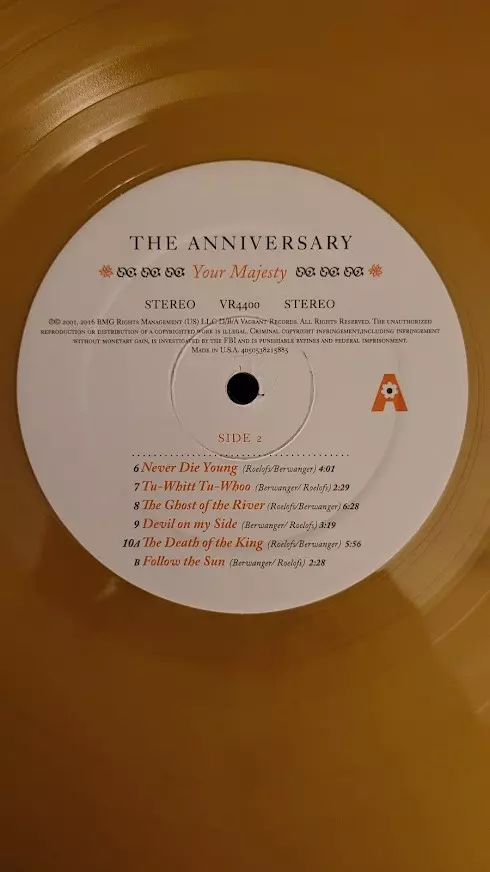 THE ANNIVERSARY
Your Majesty
STEREO VR4400 STEREO
℗© 2001, 2016 BMG Rights Management (US) LLC D/B/A Vagrant Records. All Rights Reserved. The unauthorized
reproduction or distribution of a copyrighted work is illegal. Criminal copyright infringement,including infringement
without monetary gain, is investigated by the FBI and is punishable byfines and federal imprisonment.
Made in U.S.A. 4050538215885
A
SIDE 2
6 Never Die Young (Roelofs/Berwanger) 4:01
7 Tu-Whitt Tu-Whoo (Berwanger/ Roelofs) 2:29
8 The Ghost of the River (Roelofs/Berwanger) 6:28
9 Devil on my Side (Berwanger/ Roelofs) 3:19
10A The Death of the King (Roelofs/Berwanger) 5:56
B Follow the Sun (Berwanger/ Roelofs) 2:28